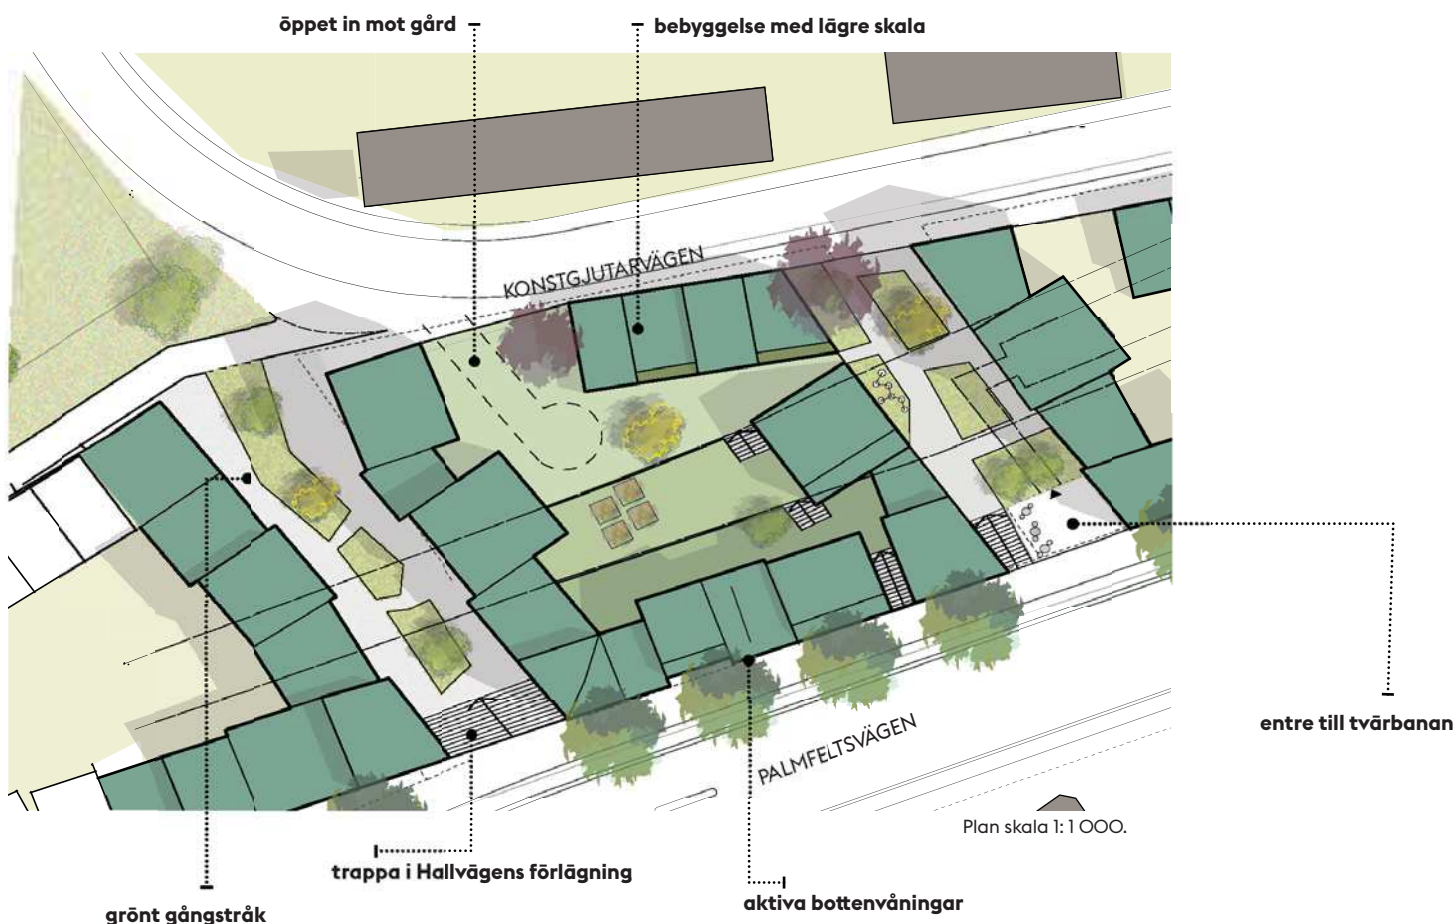 öppet in mot gård
bebyggelse med lägre skala
KONSTGJUTARVÄGEN
entre till tvärbanan
PALMFELTSVÄGEN
Plan skala 1: 1 000.
trappa i Hallvägens förlägning
aktiva bottenvåningar
grönt gångstråk